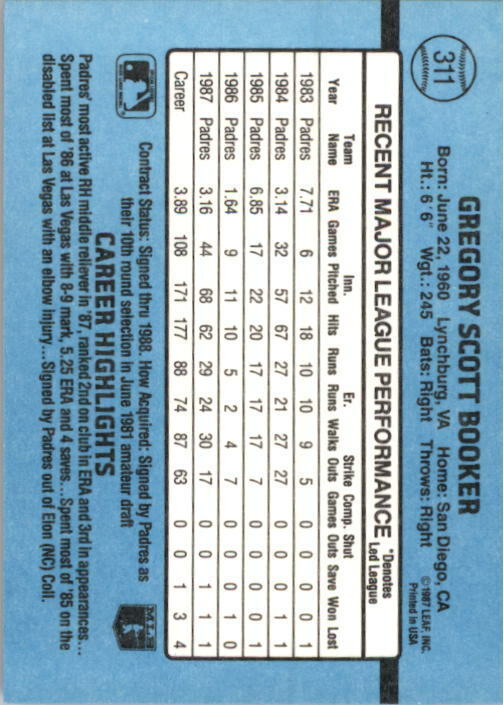 311
GREGORY SCOTT BOOKER
Born: June 22, 1960 Lynchburg, VA Home: San Diego, CA
Ht.: 6'6" Wgt.: 245 Bats: Right Throws: Right
© 1987 LEAF, INC.
Printed in USA
RECENT MAJOR LEAGUE PERFORMANCE *Denotes Led League
Team Inn. Er. Strike Comp. Shut
Year Name ERA Games Pitched Hits Runs Runs Walks Outs Games Outs Save Won Lost
1983 Padres 7.71 6 12 18 10 10 9 5 0 0 0 0 1
1984 Padres 3.14 32 57 67 27 21 27 27 0 0 0 1 1
1985 Padres 6.85 17 22 20 17 17 17 7 0 0 0 0 1
1986 Padres 1.64 9 11 10 5 2 4 7 0 0 0 1 0
1987 Padres 3.16 44 68 62 29 24 30 17 0 0 1 1 1
Career 3.89 108 171 177 88 74 87 63 0 0 1 3 4
Contact Status: Signed thru 1988. How Acquired: Signed by Padres as
their 10th round selection in June 1981 amateur draft
MLB
CAREER HIGHLIGHTS
Padres' most active RH middle reliever in '87, ranked 2nd on club in ERA and 3rd in appearances...
Spent most of '86 at Las Vegas with 8-9 mark, 5.25 ERA and 4 saves...Spent most of '85 on the
disabled list at Las Vegas with an elbow injury...Signed by Padres out of Elon (NC) Coll.